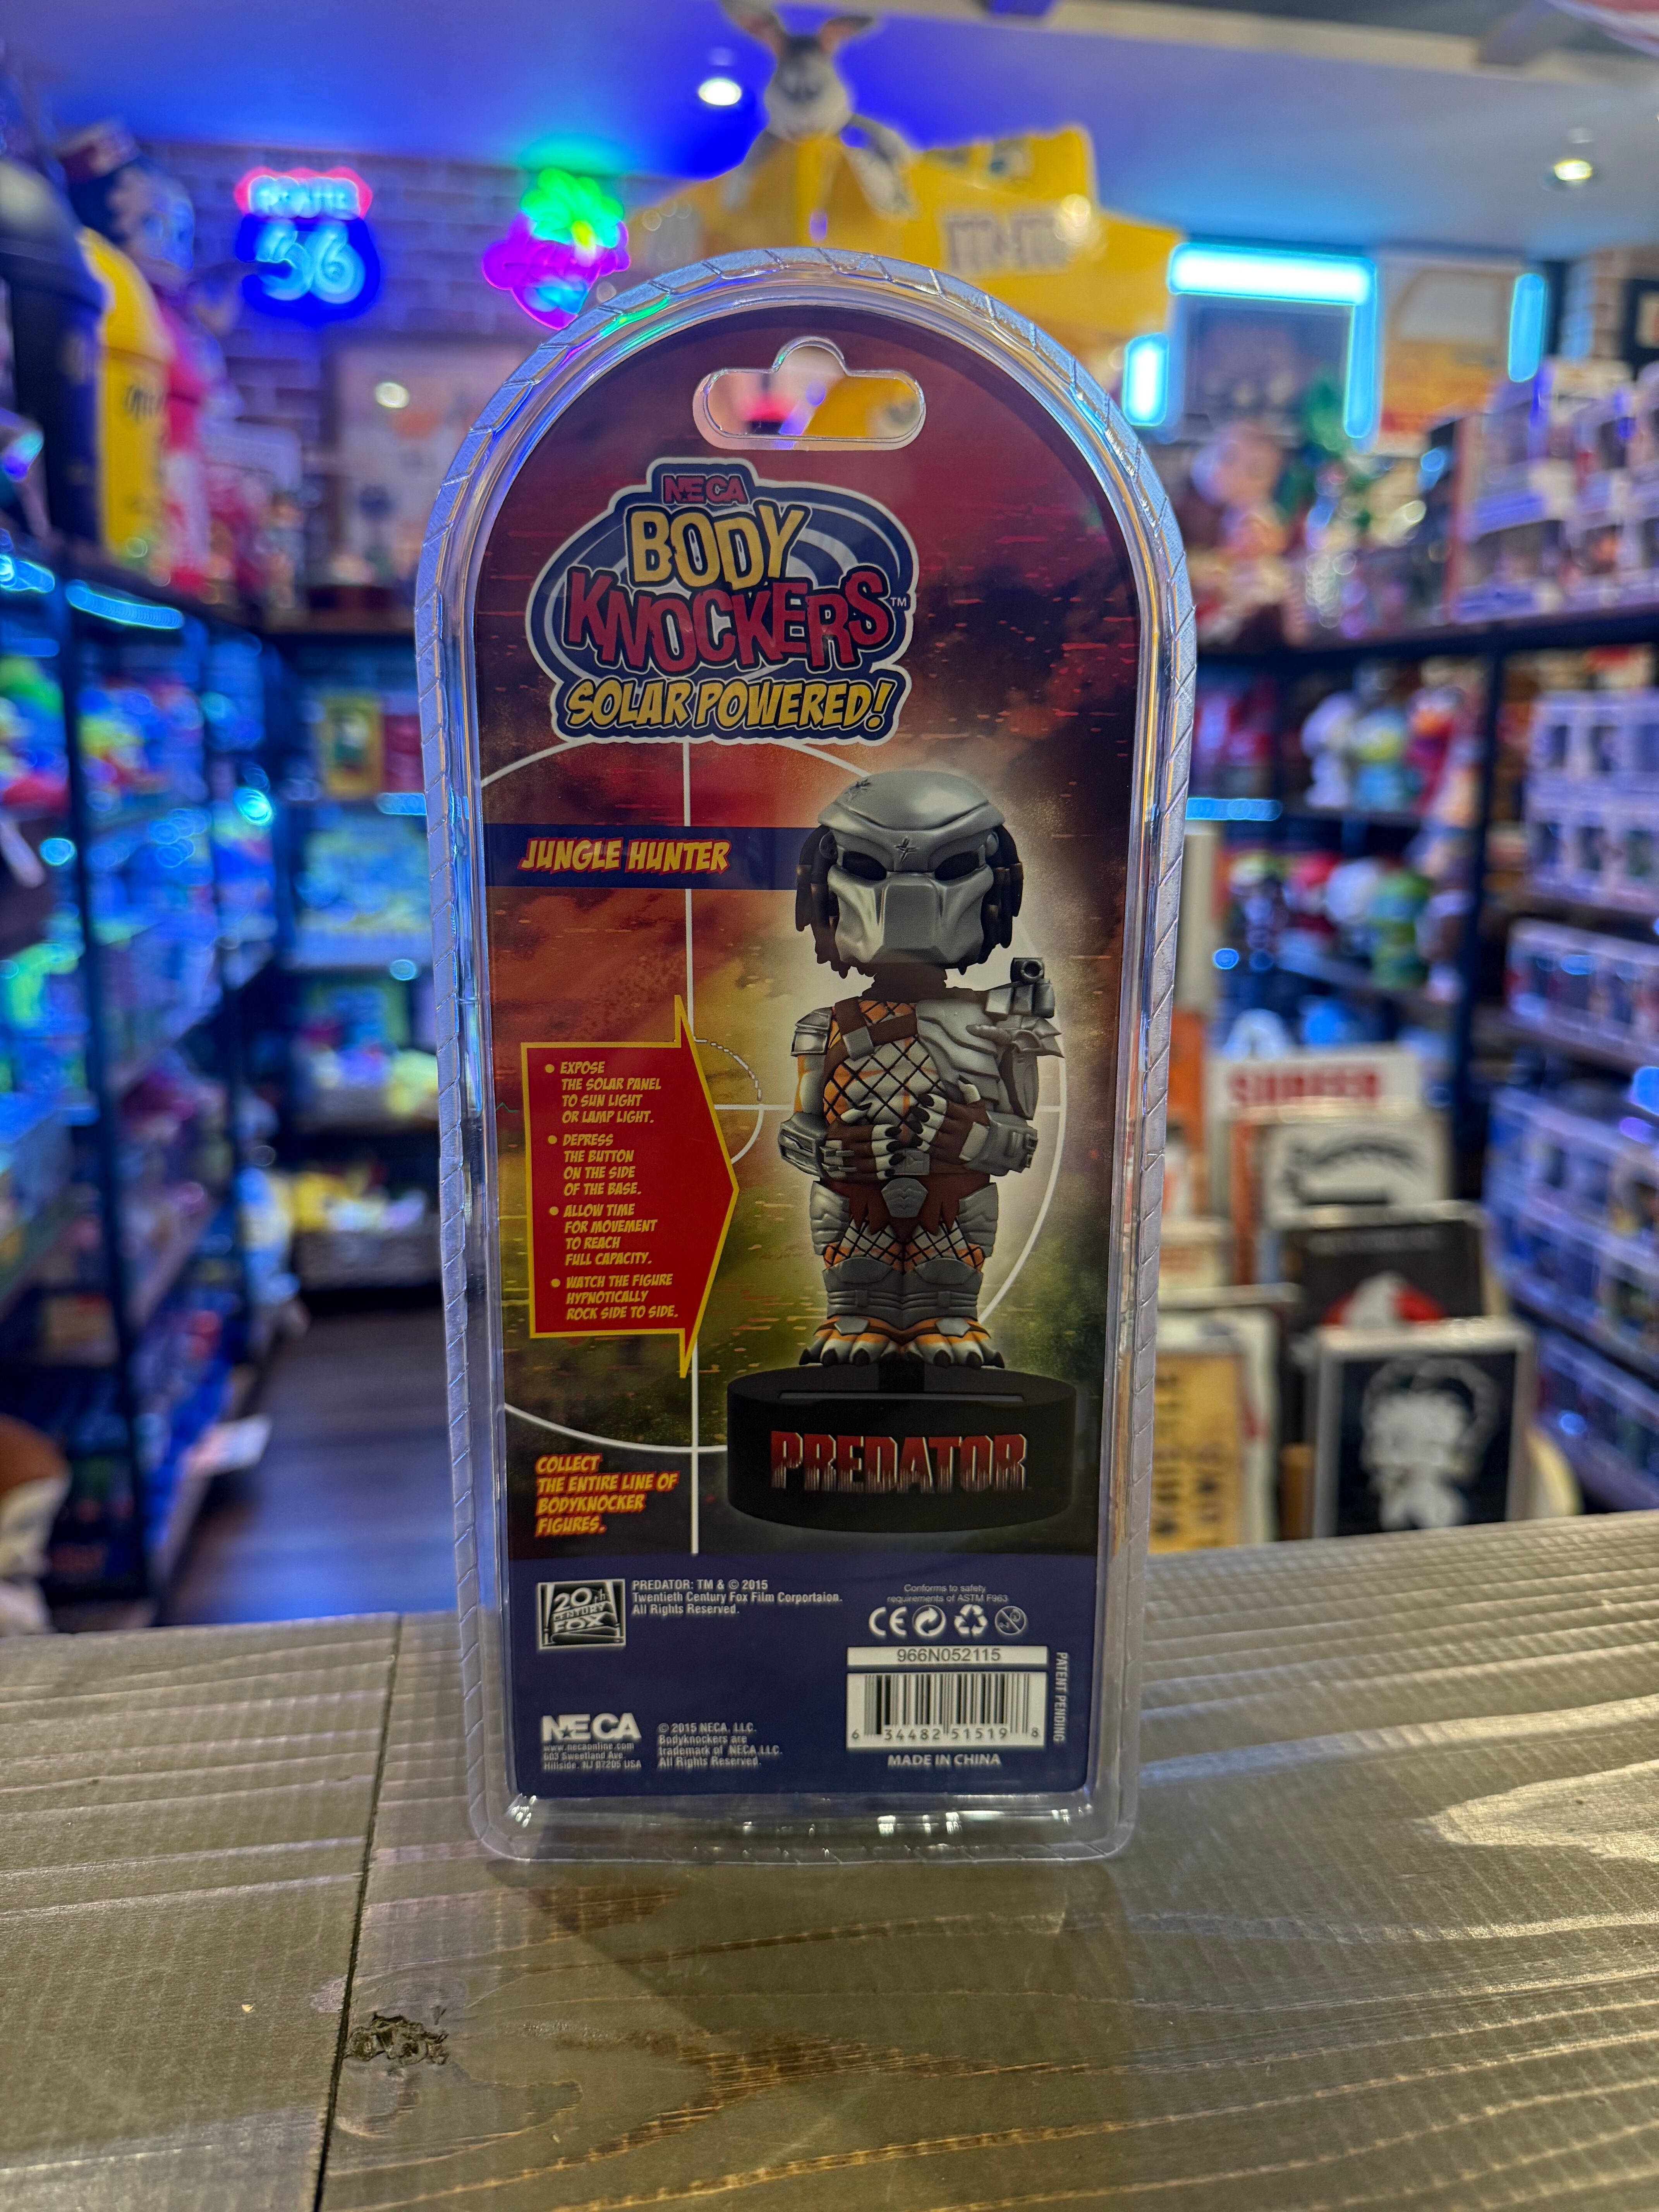 NECA
BODY
KNOCKERS™
SOLAR POWERED!
JUNGLE HUNTER
• EXPOSE
THE SOLAR PANEL
TO SUN LIGHT
OR LAMP LIGHT.
• DEPRESS
THE BUTTON
ON THE SIDE
OF THE BASE.
• ALLOW TIME
FOR MOVEMENT
TO REACH
FULL CAPACITY.
• WATCH THE FIGURE
HYPNOTICALLY
ROCK SIDE TO SIDE.
PREDATOR
COLLECT
THE ENTIRE LINE OF
BODYKNOCKER
FIGURES.
20th
CENTURY
FOX
PREDATOR: TM & © 2015
Twentieth Century Fox Film Corportaion.
All Rights Reserved.
Conforms to safety
requirements of ASTM F963
CE
966N052115
6 34482 51519 8
PATENT PENDING
MADE IN CHINA
NECA
www.necaonline.com
603 Sweetland Ave.
Hillside, NJ 07205 USA
© 2015 NECA, LLC.
Bodyknockers are
trademark of NECA,LLC.
All Rights Reserved.
ROUTE
66
m&m's